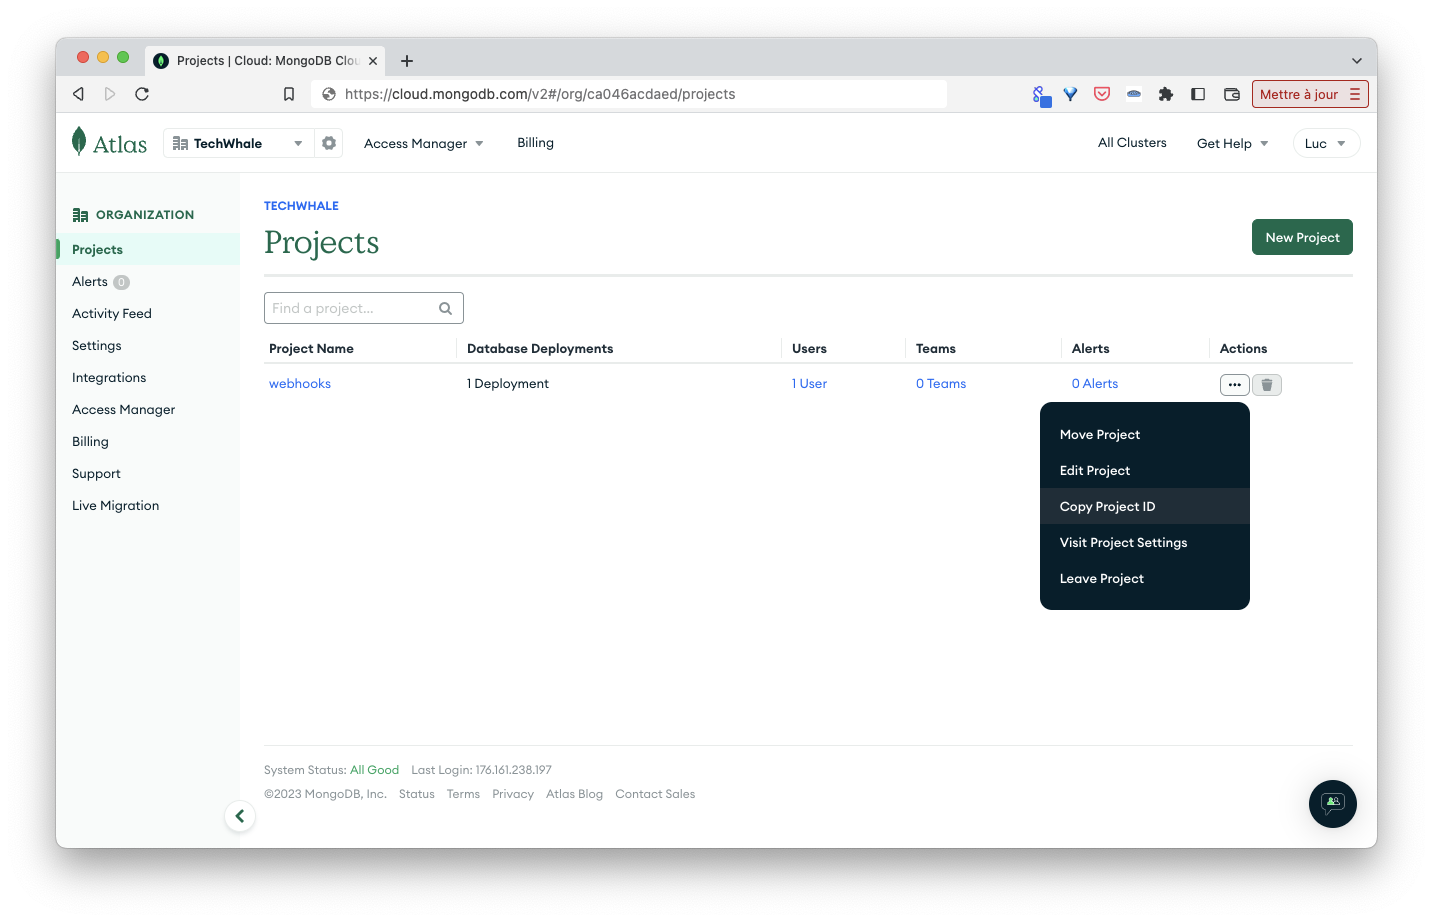 Projects | Cloud: MongoDB Clou
https://cloud.mongodb.com/v2#/org/ca046acdaed/projects
Mettre à jour
Atlas
TechWhale
Access Manager
Billing
All Clusters
Get Help
Luc
ORGANIZATION
Projects
Alerts 0
Activity Feed
Settings
Integrations
Access Manager
Billing
Support
Live Migration
TECHWHALE
Projects
New Project
Find a project...
Project Name Database Deployments Users Teams Alerts Actions
webhooks 1 Deployment 1 User 0 Teams 0 Alerts
Move Project
Edit Project
Copy Project ID
Visit Project Settings
Leave Project
System Status: All Good Last Login: 176.161.238.197
©2023 MongoDB, Inc. Status Terms Privacy Atlas Blog Contact Sales